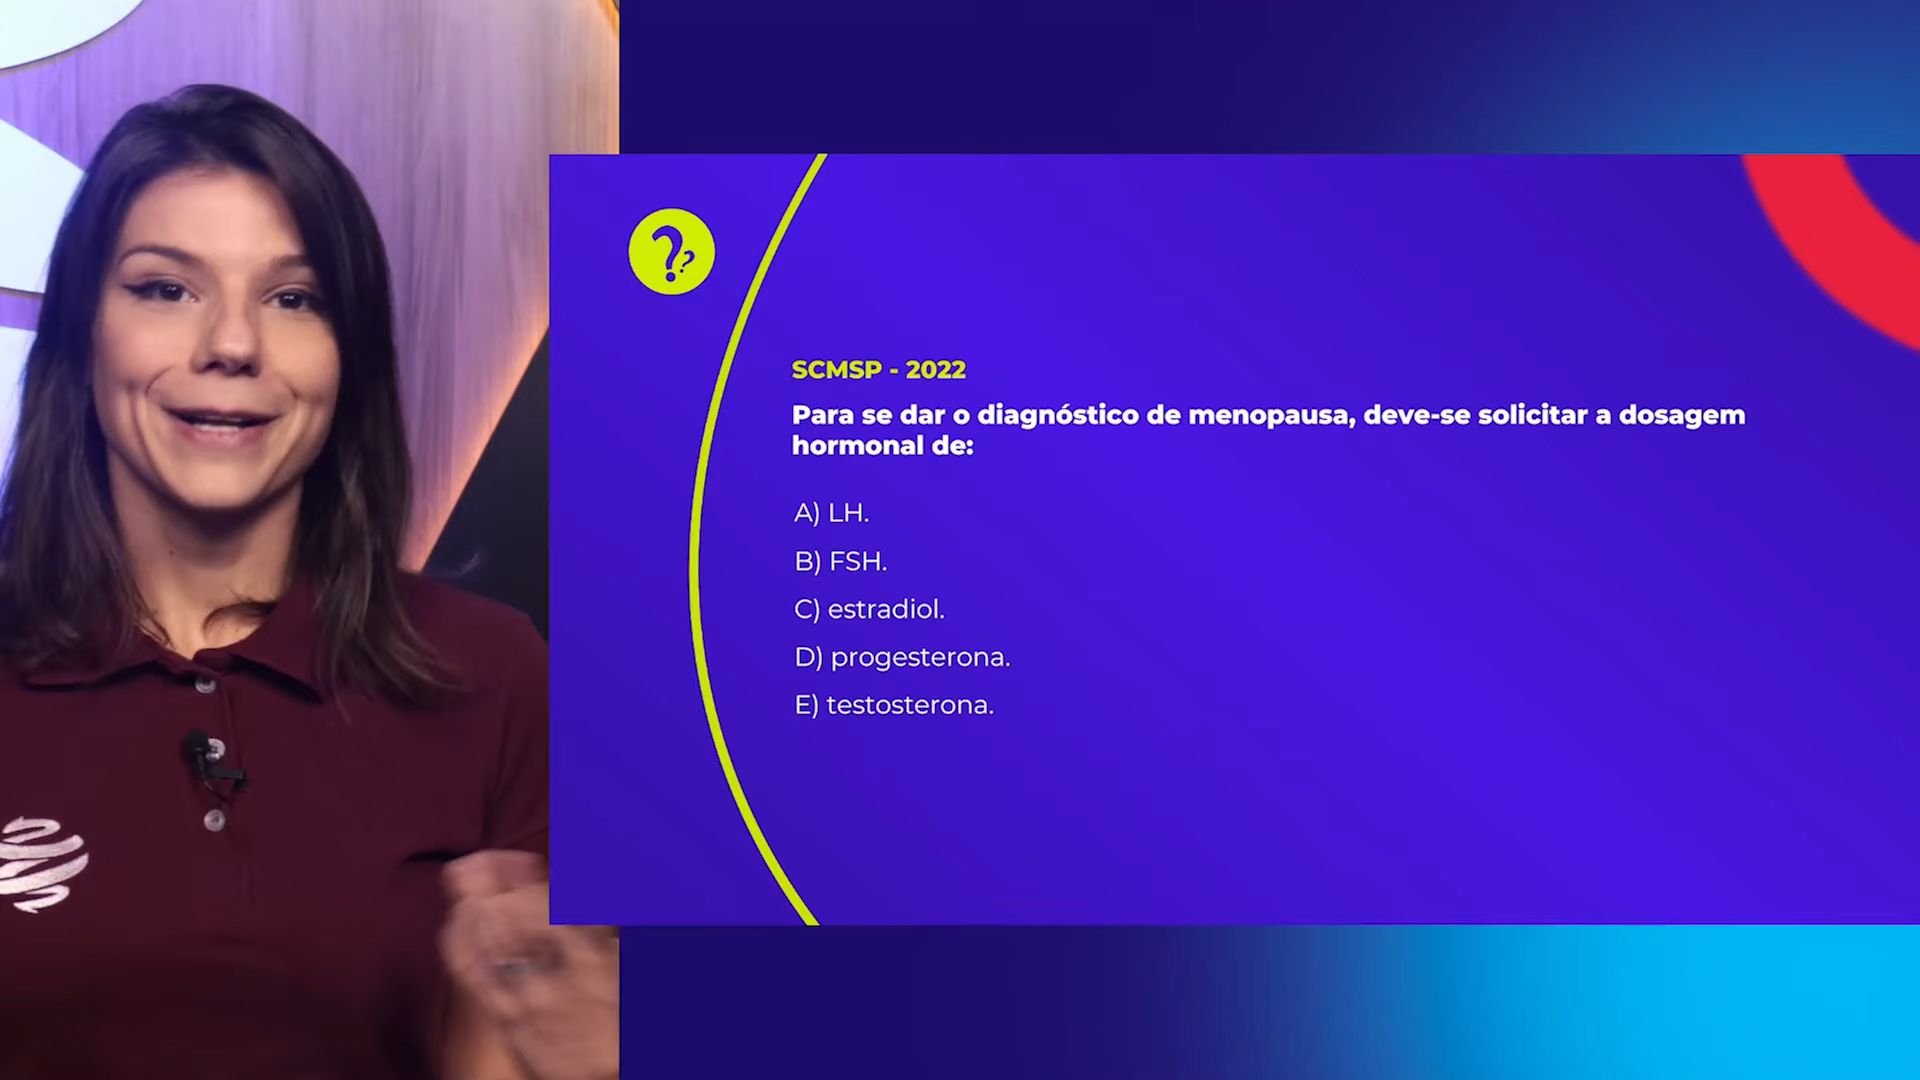 SCMSP - 2022
Para se dar o diagnóstico de menopausa, deve-se solicitar a dosagem
hormonal de:
A) LH.
B) FSH.
C) estradiol.
D) progesterona.
E) testosterona.